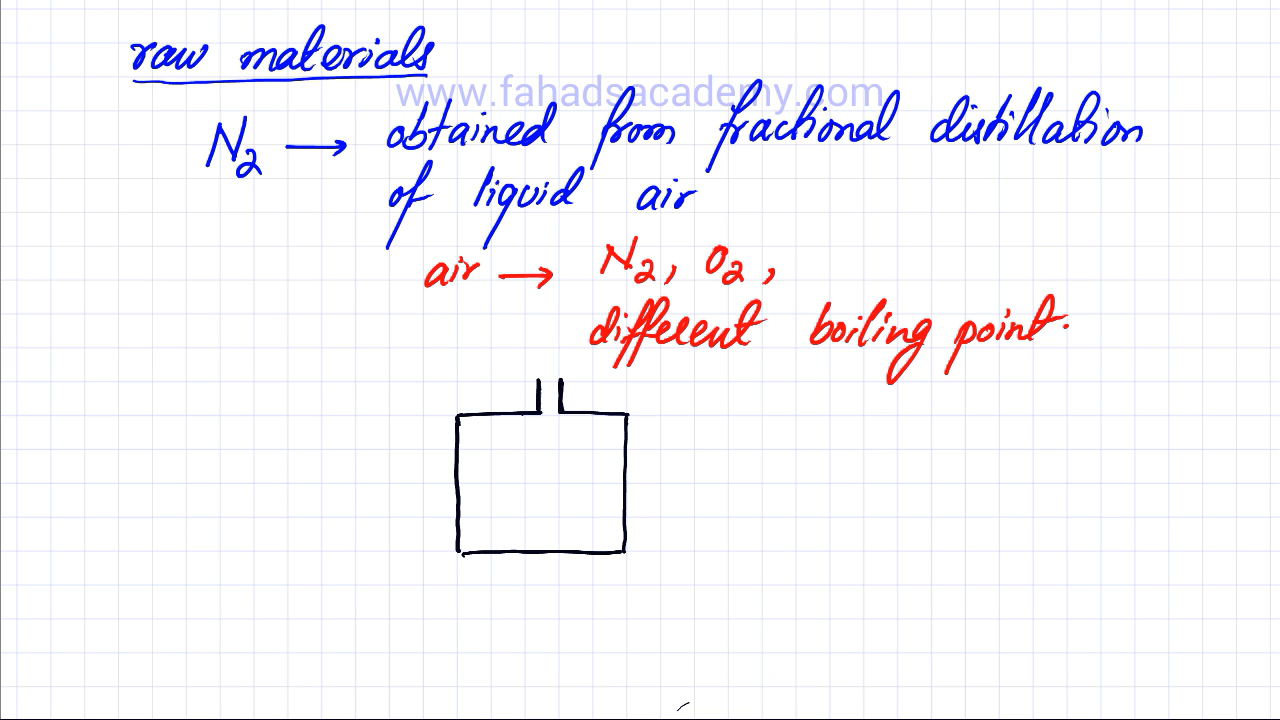 raw materials
www.fahadsacademy.com
N₂ → obtained from fractional distillation
of liquid air
air → N₂, O₂,
different boiling point.